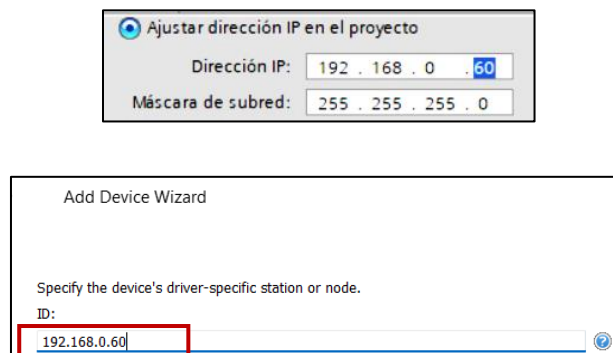 Ajustar dirección IP en el proyecto
Dirección IP: 192 . 168 . 0 . 60
Máscara de subred: 255 . 255 . 255 . 0
Add Device Wizard
Specify the device's driver-specific station or node.
ID:
192.168.0.60